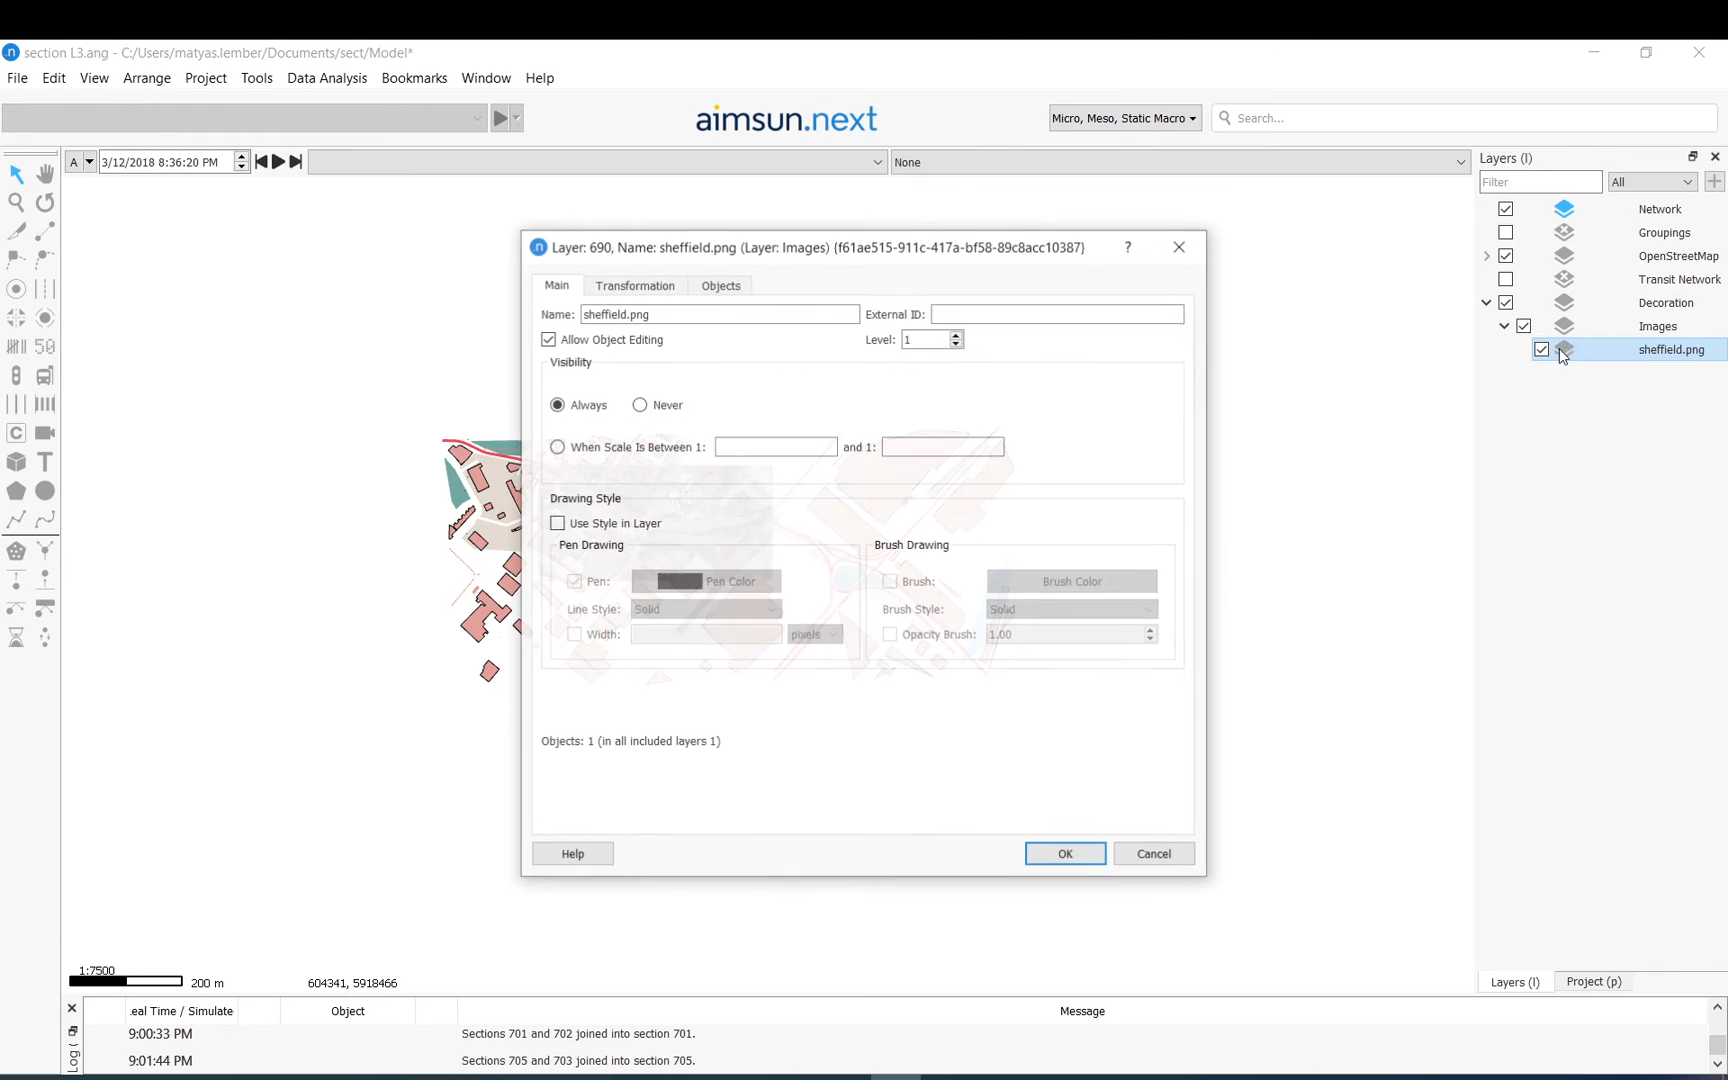 section L3.ang - C:/Users/matyas.lember/Documents/sect/Model*
File Edit View Arrange Project Tools Data Analysis Bookmarks Window Help
aimsun.next
Micro, Meso, Static Macro
Search...
A 3/12/2018 8:36:20 PM
None
Layers (l)
Filter
All
Network
Groupings
OpenStreetMap
Transit Network
Decoration
Images
sheffield.png
Layer: 690, Name: sheffield.png (Layer: Images) {f61ae515-911c-417a-bf58-89c8acc10387}
?
Main Transformation Objects
Name: sheffield.png External ID:
Allow Object Editing Level: 1
Visibility
Always Never
When Scale Is Between 1: and 1:
Drawing Style
Use Style in Layer
Pen Drawing Brush Drawing
Pen: Pen Color Brush: Brush Color
Line Style: Solid Brush Style: Solid
Width: pixels Opacity Brush: 1.00
Objects: 1 (in all included layers 1)
Help OK Cancel
50
C
T
1:7500
200 m 604341, 5918466
Layers (l) Project (p)
.eal Time / Simulate Object Message
9:00:33 PM Sections 701 and 702 joined into section 701.
9:01:44 PM Sections 705 and 703 joined into section 705.
Log (